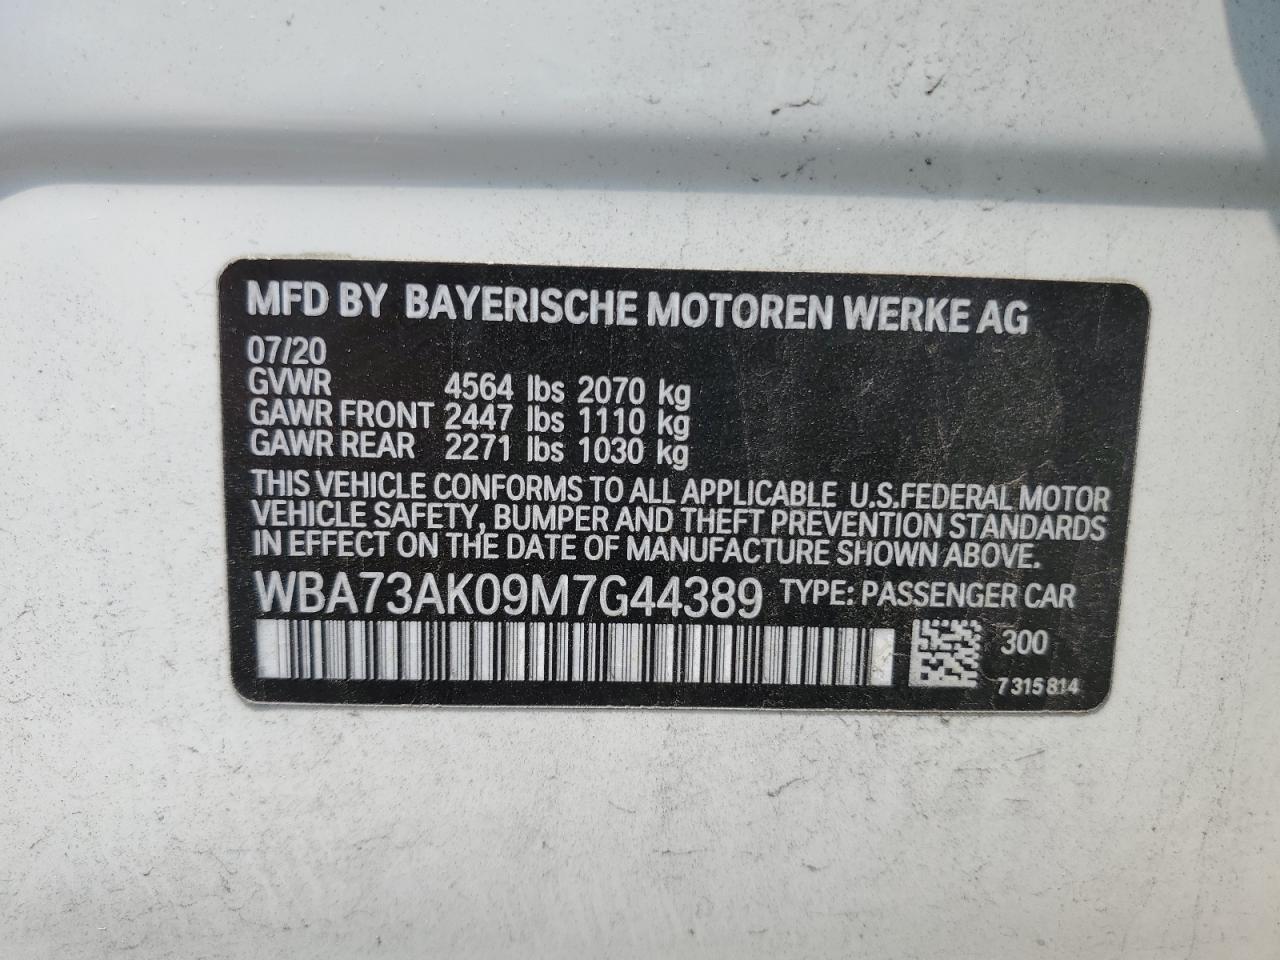 MFD BY BAYERISCHE MOTOREN WERKE AG
07/20
GVWR 4564 lbs 2070 kg
GAWR FRONT 2447 lbs 1110 kg
GAWR REAR 2271 lbs 1030 kg
THIS VEHICLE CONFORMS TO ALL APPLICABLE U.S.FEDERAL MOTOR
VEHICLE SAFETY, BUMPER AND THEFT PREVENTION STANDARDS
IN EFFECT ON THE DATE OF MANUFACTURE SHOWN ABOVE.
WBA73AK09M7G44389 TYPE: PASSENGER CAR
300
7 315 814